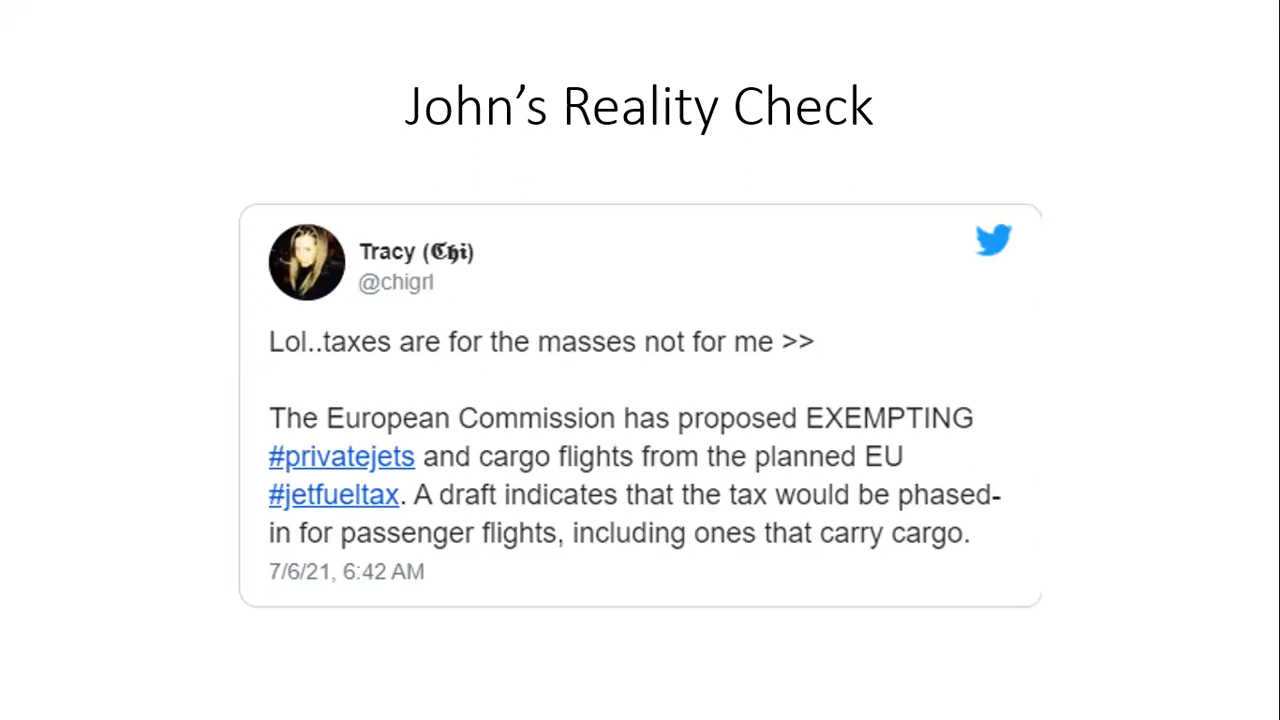 John’s Reality Check
Tracy (ℭ𝔥𝔦)
@chigrl
Lol..taxes are for the masses not for me >>
The European Commission has proposed EXEMPTING
#privatejets and cargo flights from the planned EU
#jetfueltax. A draft indicates that the tax would be phased-
in for passenger flights, including ones that carry cargo.
7/6/21, 6:42 AM